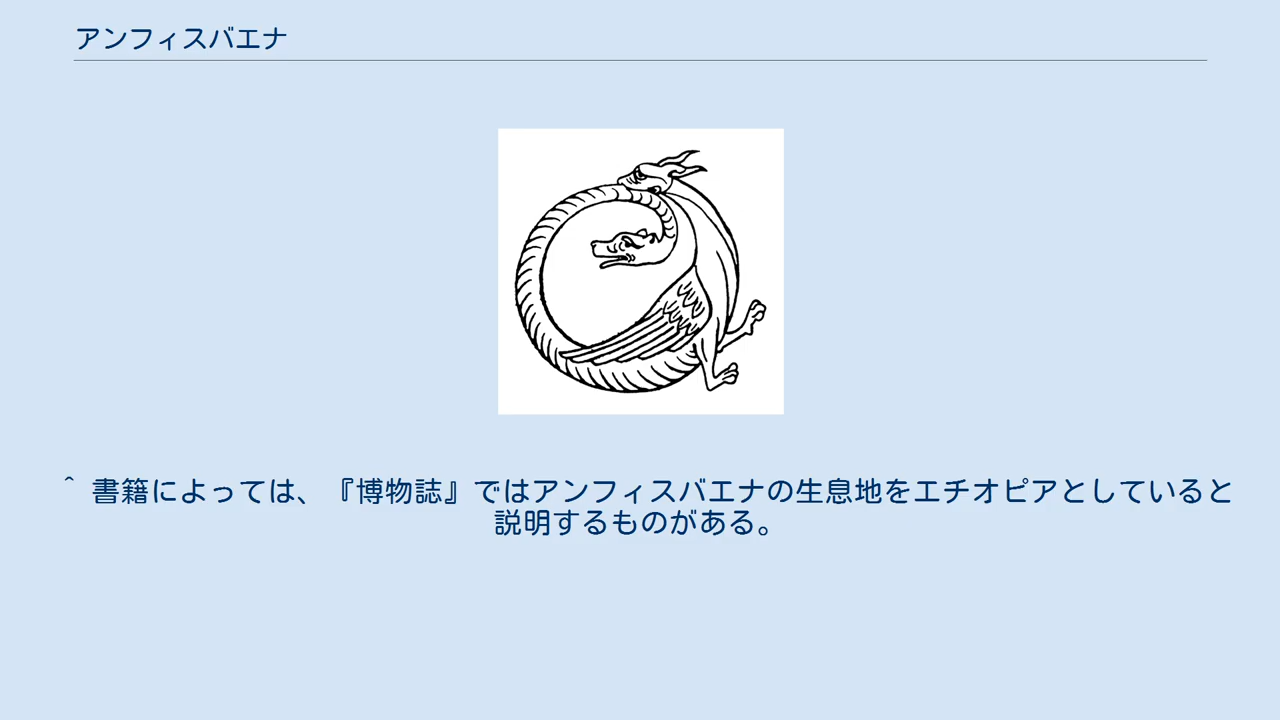 アンフィスバエナ
^ 書籍によっては、『博物誌』ではアンフィスバエナの生息地をエチオピアとしていると
説明するものがある。